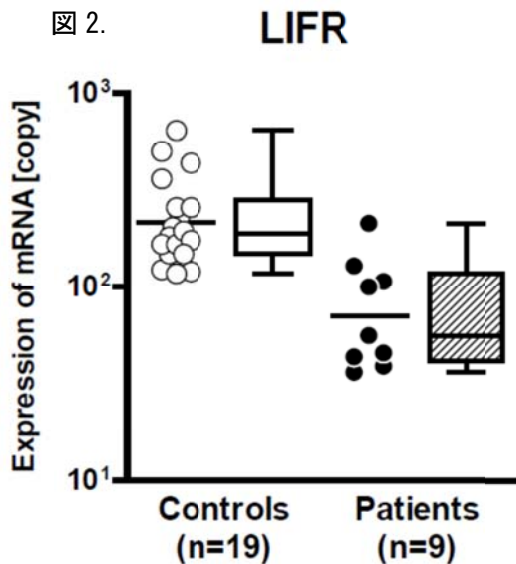 図 2.
LIFR
Expression of mRNA [copy]
10³
10²
10¹
Controls
(n=19)
Patients
(n=9)